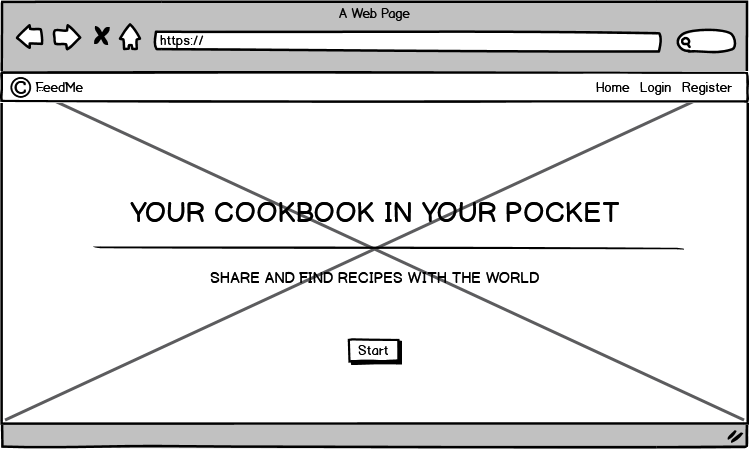 A Web Page
https://
© FeedMe Home Login Register
YOUR COOKBOOK IN YOUR POCKET
SHARE AND FIND RECIPES WITH THE WORLD
Start